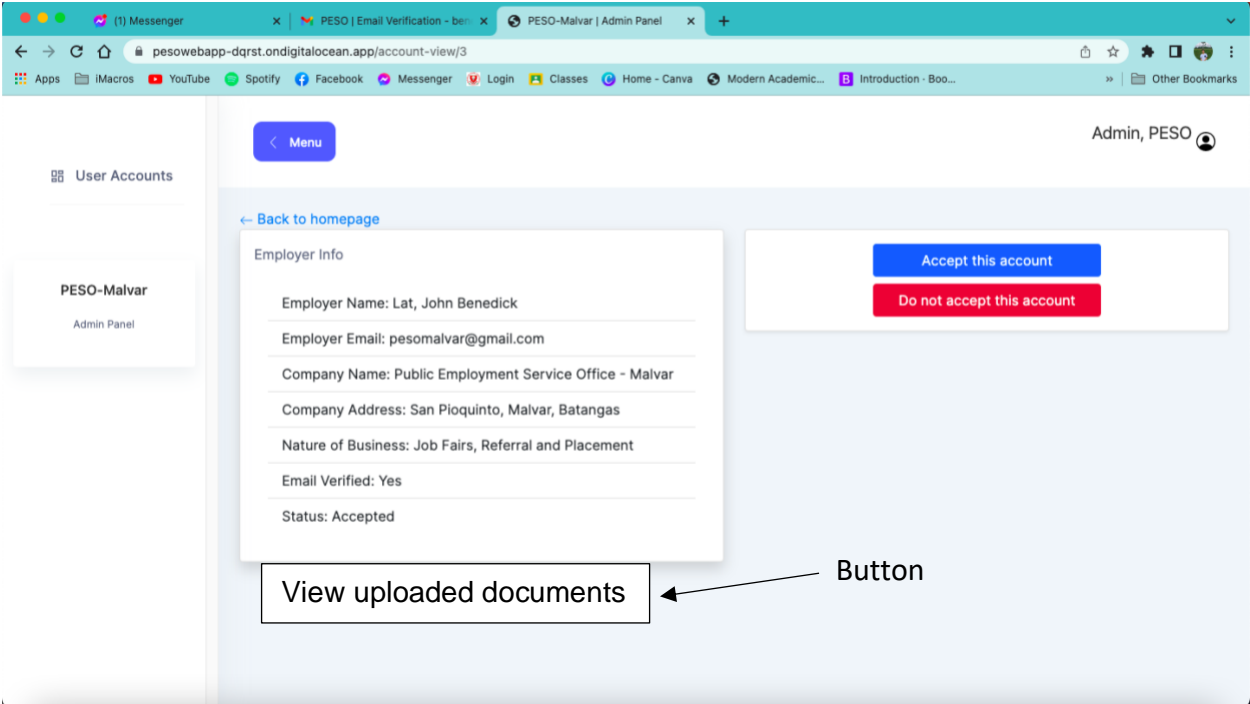 (1) Messenger
PESO | Email Verification - ben
PESO-Malvar | Admin Panel
pesowebapp-dqrst.ondigitalocean.app/account-view/3
Apps iMacros YouTube Spotify Facebook Messenger Login Classes Home - Canva Modern Academic... Introduction · Boo... » Other Bookmarks
Menu
Admin, PESO
User Accounts
← Back to homepage
PESO-Malvar
Admin Panel
Employer Info
Employer Name: Lat, John Benedick
Employer Email: pesomalvar@gmail.com
Company Name: Public Employment Service Office - Malvar
Company Address: San Pioquinto, Malvar, Batangas
Nature of Business: Job Fairs, Referral and Placement
Email Verified: Yes
Status: Accepted
Accept this account
Do not accept this account
View uploaded documents
Button